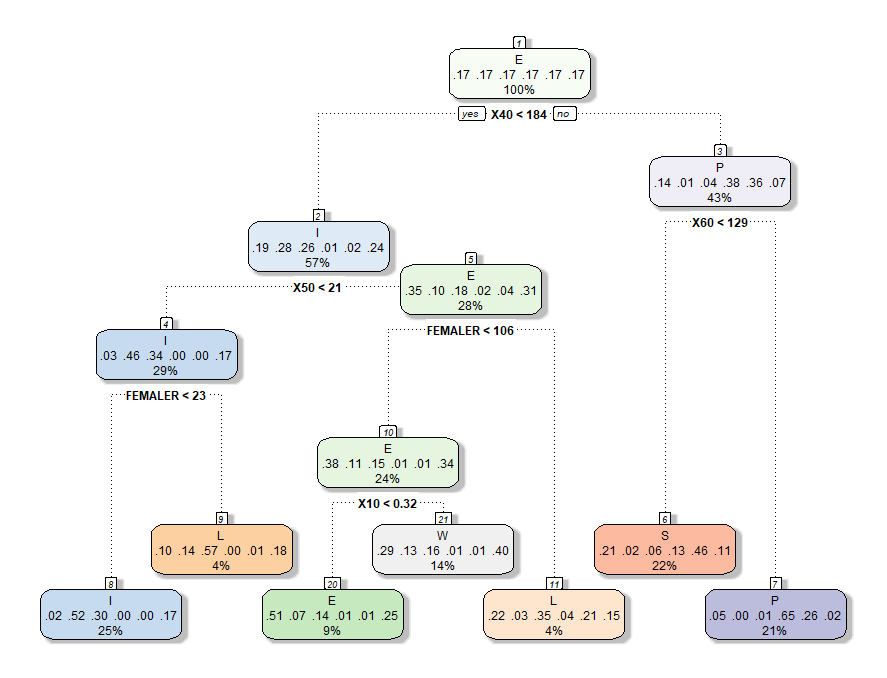 1
E
.17 .17 .17 .17 .17 .17
100%
yes X40 < 184 no
3
P
.14 .01 .04 .38 .36 .07
43%
X60 < 129
2
I
.19 .28 .26 .01 .02 .24
57%
X50 < 21
5
E
.35 .10 .18 .02 .04 .31
28%
FEMALER < 106
4
I
.03 .46 .34 .00 .00 .17
29%
FEMALER < 23
10
E
.38 .11 .15 .01 .01 .34
24%
X10 < 0.32
9
L
.10 .14 .57 .00 .01 .18
4%
21
W
.29 .13 .16 .01 .01 .40
14%
6
S
.21 .02 .06 .13 .46 .11
22%
8
I
.02 .52 .30 .00 .00 .17
25%
20
E
.51 .07 .14 .01 .01 .25
9%
11
L
.22 .03 .35 .04 .21 .15
4%
7
P
.05 .00 .01 .65 .26 .02
21%